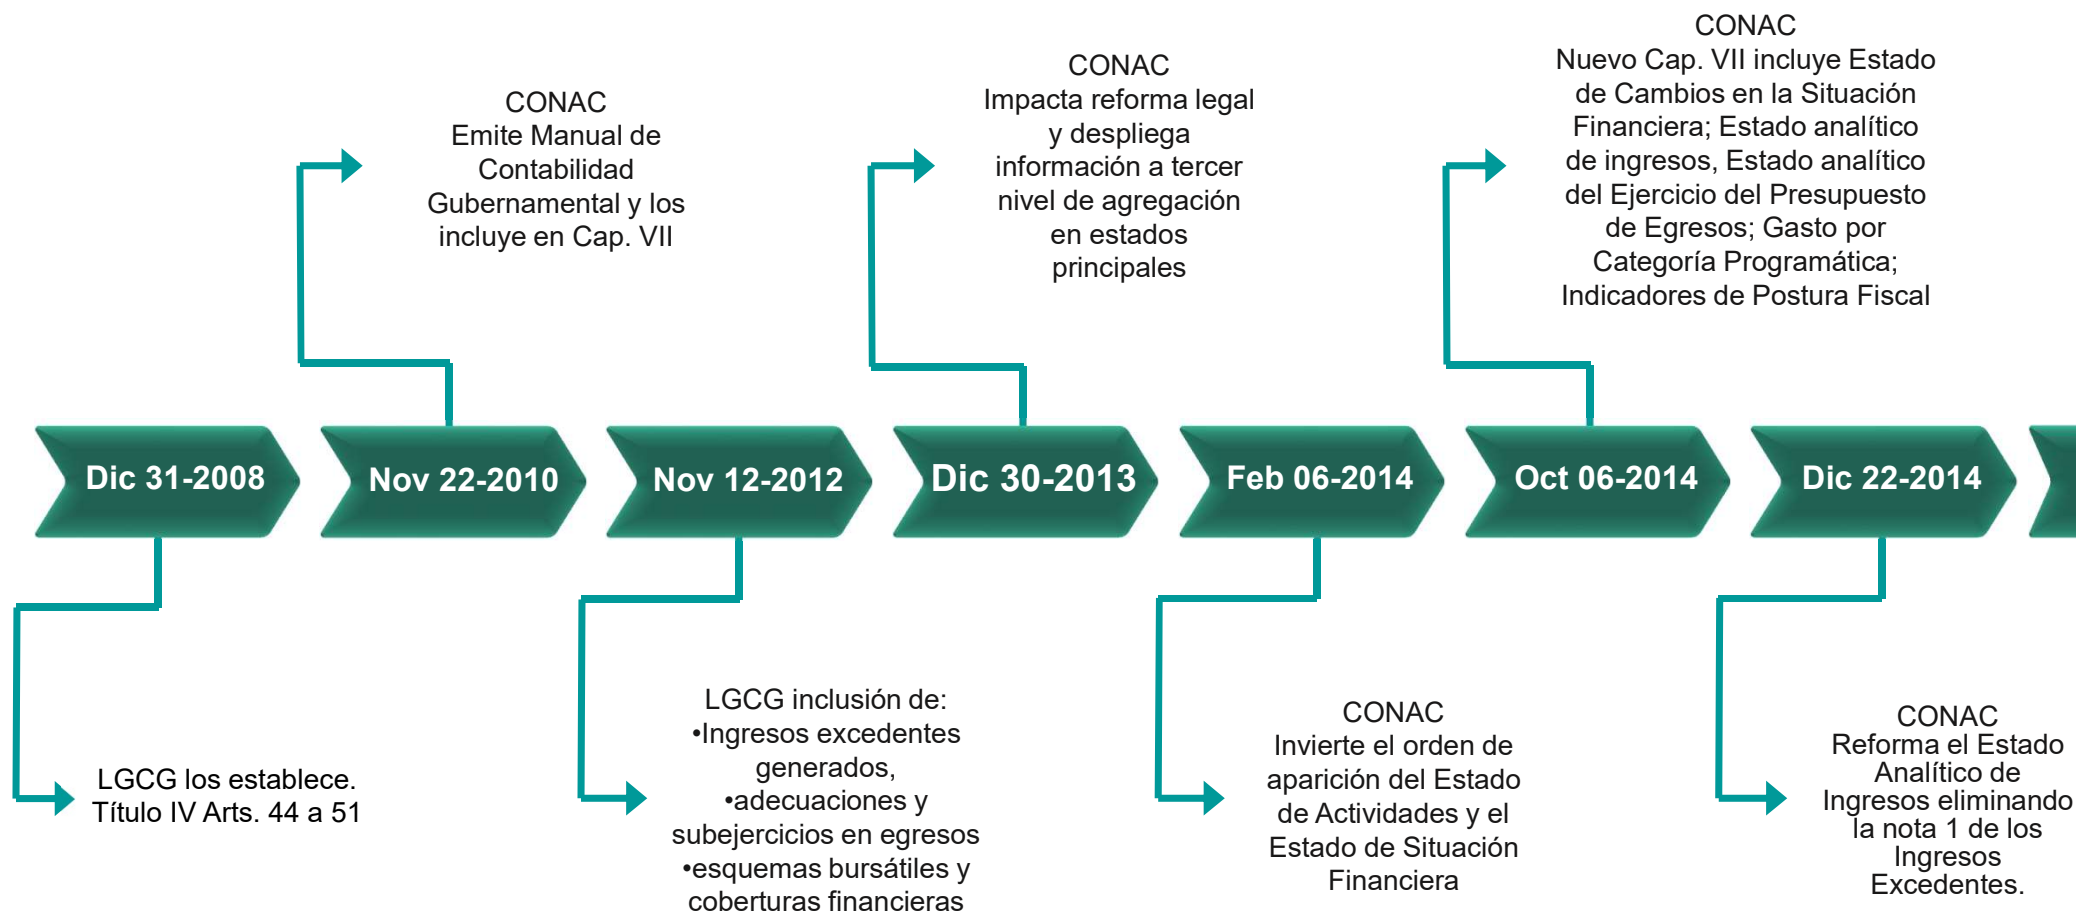 CONAC
Emite Manual de
Contabilidad
Gubernamental y los
incluye en Cap. VII
CONAC
Impacta reforma legal
y despliega
información a tercer
nivel de agregación
en estados
principales
CONAC
Nuevo Cap. VII incluye Estado
de Cambios en la Situación
Financiera; Estado analítico
de ingresos, Estado analítico
del Ejercicio del Presupuesto
de Egresos; Gasto por
Categoría Programática;
Indicadores de Postura Fiscal
Dic 31-2008
Nov 22-2010
Nov 12-2012
Dic 30-2013
Feb 06-2014
Oct 06-2014
Dic 22-2014
LGCG los establece.
Título IV Arts. 44 a 51
LGCG inclusión de:
•Ingresos excedentes
generados,
•adecuaciones y
subejercicios en egresos
•esquemas bursátiles y
coberturas financieras
CONAC
Invierte el orden de
aparición del Estado
de Actividades y el
Estado de Situación
Financiera
CONAC
Reforma el Estado
Analítico de
Ingresos eliminando
la nota 1 de los
Ingresos
Excedentes.